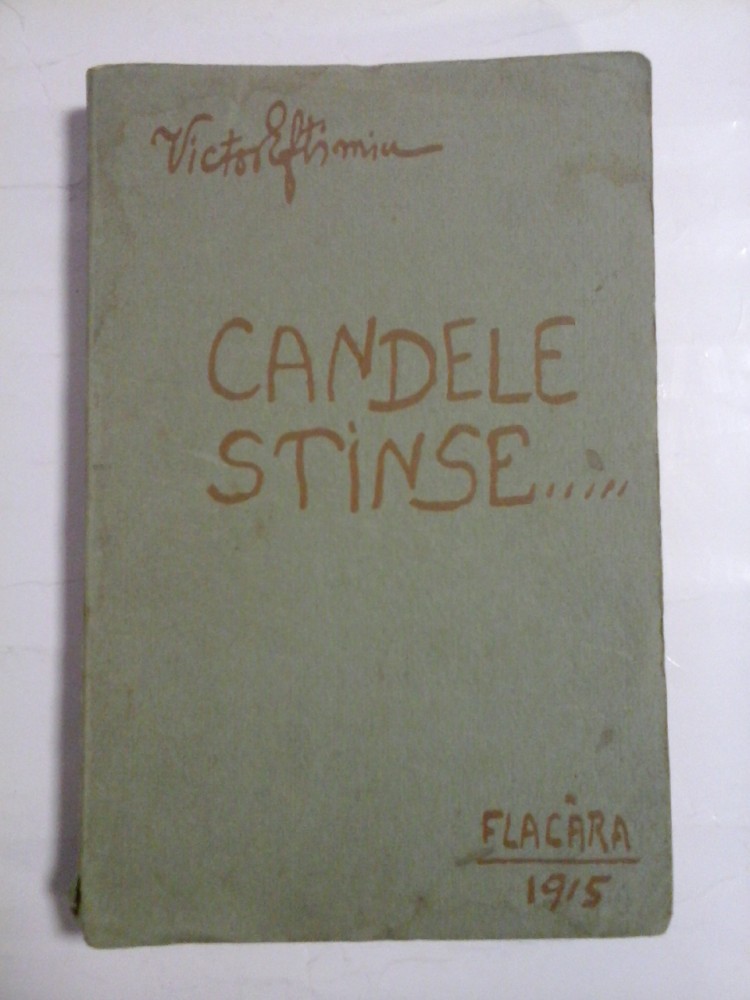 Victor Eftimiu
CANDELE
STINSE.....
FLACĂRA
1915